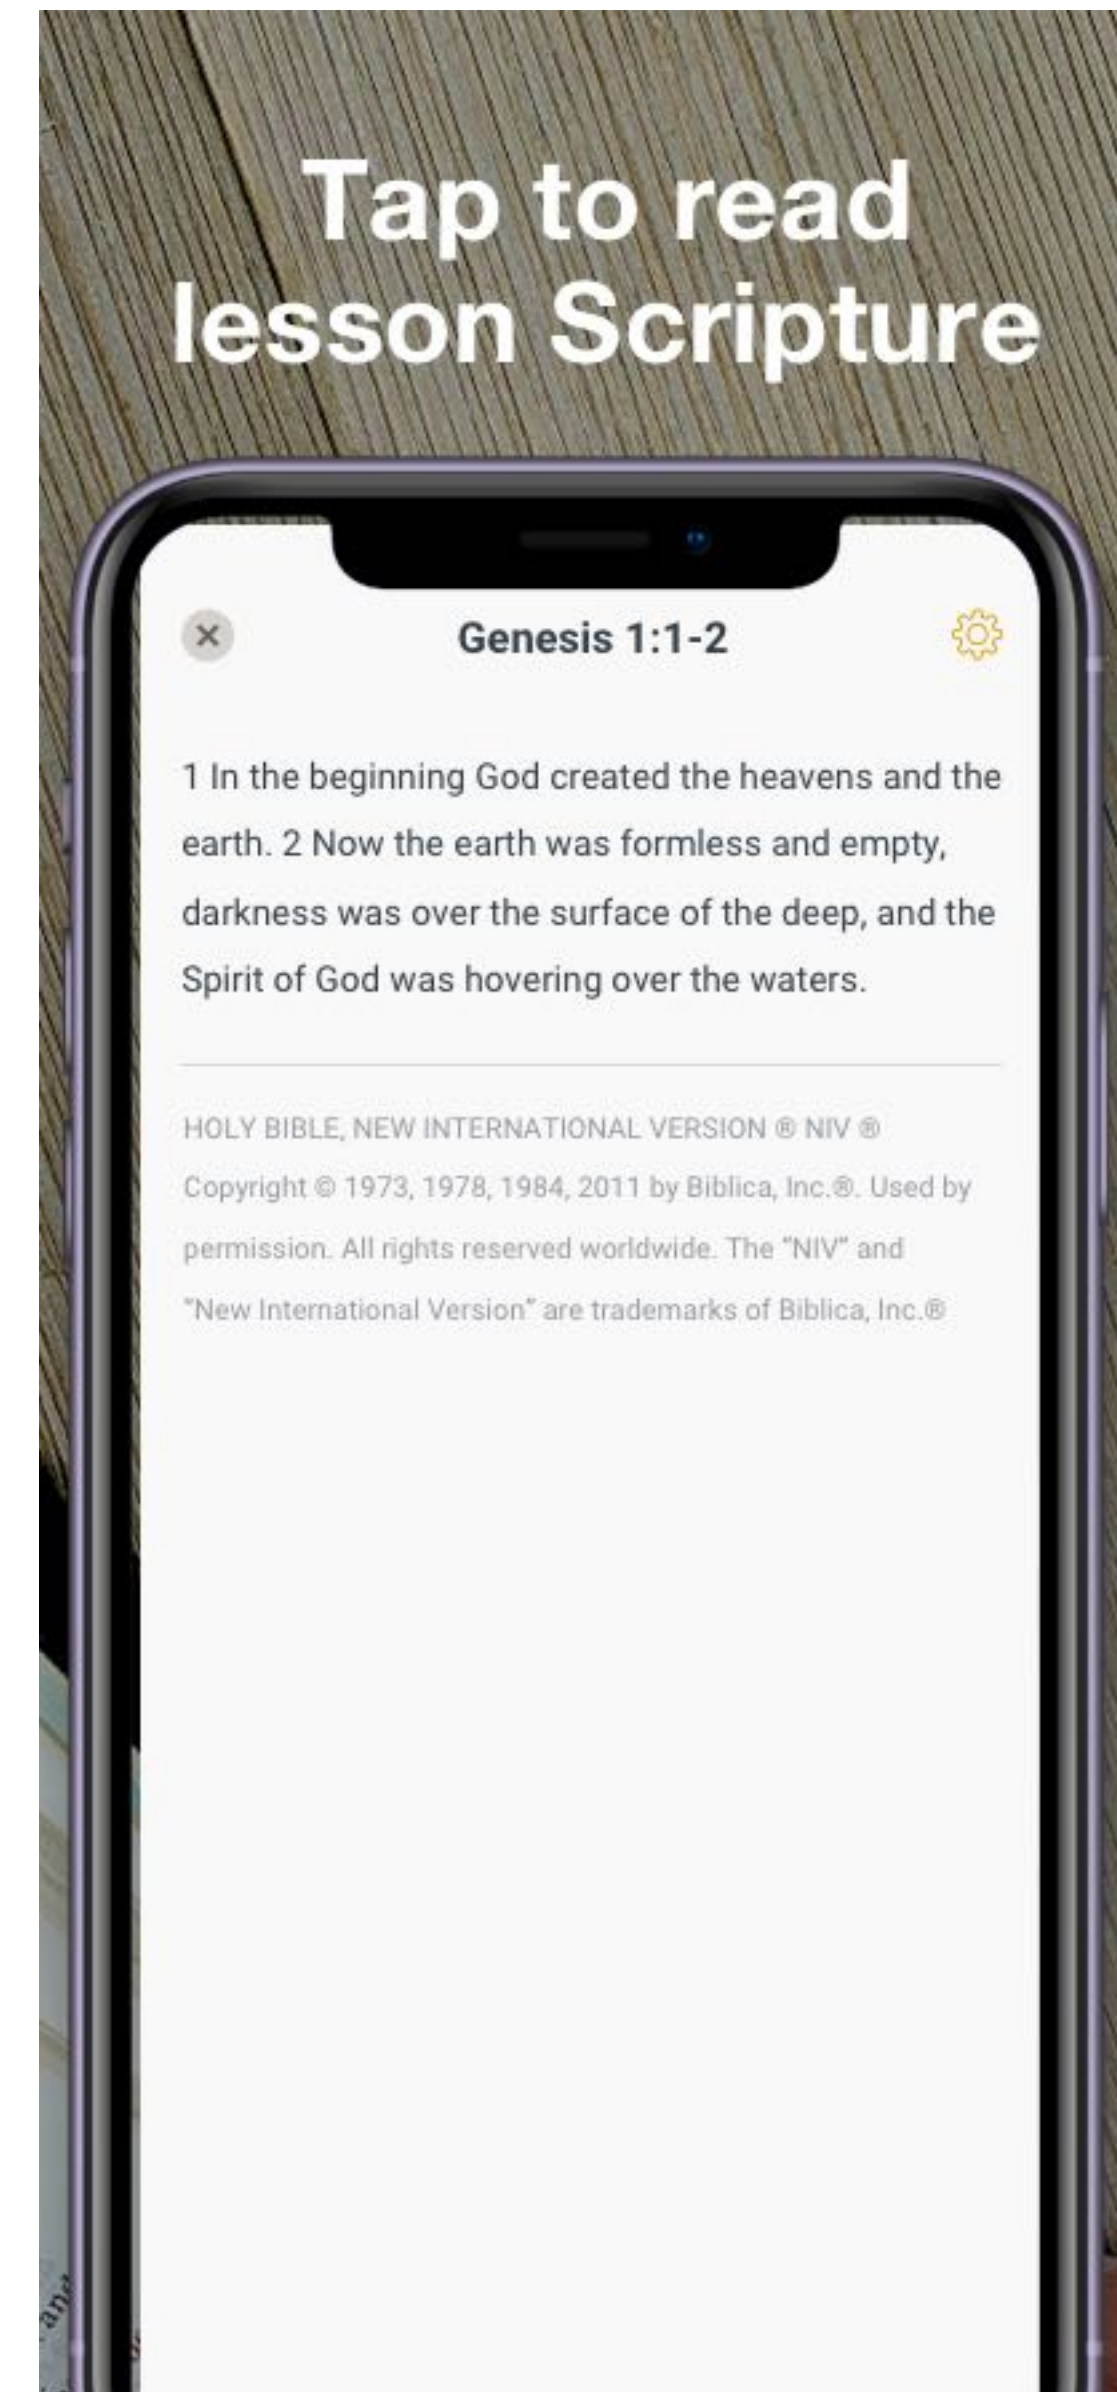 Tap to read
lesson Scripture
Genesis 1:1-2
1 In the beginning God created the heavens and the
earth. 2 Now the earth was formless and empty,
darkness was over the surface of the deep, and the
Spirit of God was hovering over the waters.
HOLY BIBLE, NEW INTERNATIONAL VERSION ® NIV ®
Copyright © 1973, 1978, 1984, 2011 by Biblica, Inc.®. Used by
permission. All rights reserved worldwide. The “NIV” and
“New International Version” are trademarks of Biblica, Inc.®
and